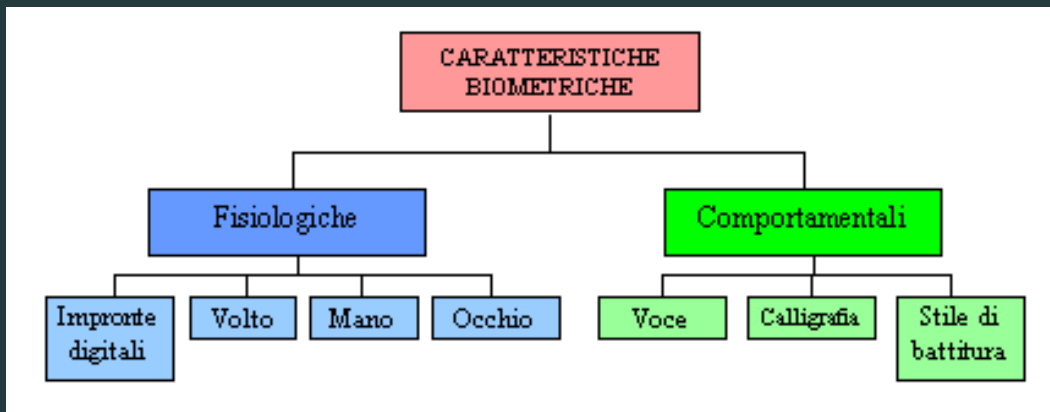 CARATTERISTICHE
BIOMETRICHE
Fisiologiche
Comportamentali
Impronte
digitali
Volto
Mano
Occhio
Voce
Calligrafia
Stile di
battitura